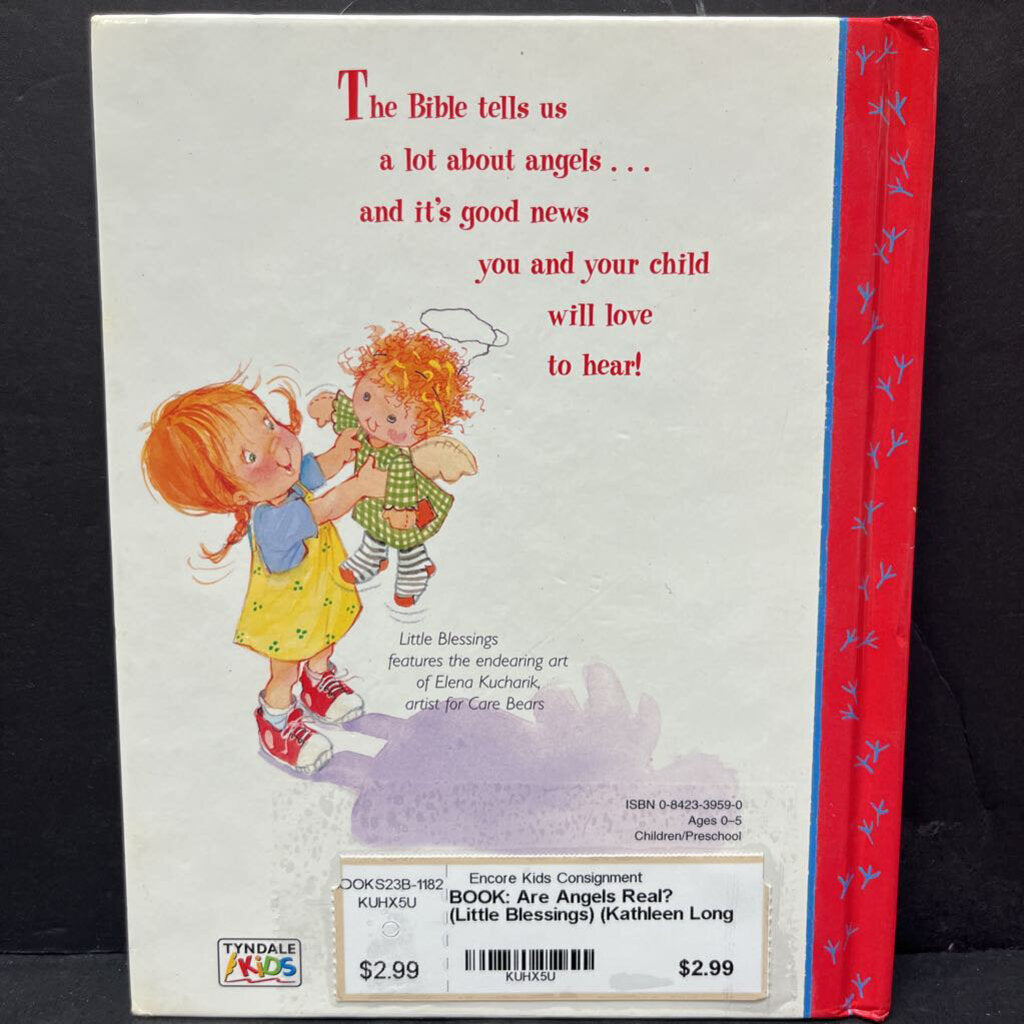 The Bible tells us
a lot about angels . . .
and it's good news
you and your child
will love
to hear!
Little Blessings
features the endearing art
of Elena Kucharik,
artist for Care Bears
ISBN 0-8423-3959-0
Ages 0–5
Children/Preschool
OOKS23B-1182
KUHX5U
$2.99
Encore Kids Consignment
BOOK: Are Angels Real?
(Little Blessings) (Kathleen Long
KUHX5U
$2.99
TYNDALE
KiDS